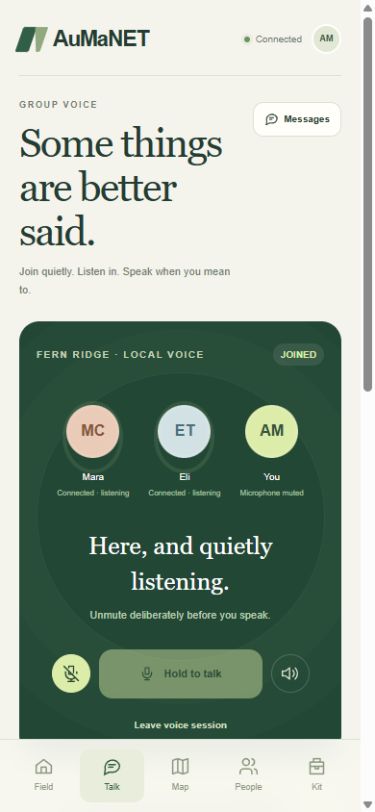 AuMaNET
Connected
AM
GROUP VOICE
Messages
Some things
are better
said.
Join quietly. Listen in. Speak when you mean
to.
FERN RIDGE · LOCAL VOICE
JOINED
MC
ET
AM
Mara
Eli
You
Connected · listening
Connected · listening
Microphone muted
Here, and quietly
listening.
Unmute deliberately before you speak.
Hold to talk
Leave voice session
Field
Talk
Map
People
Kit